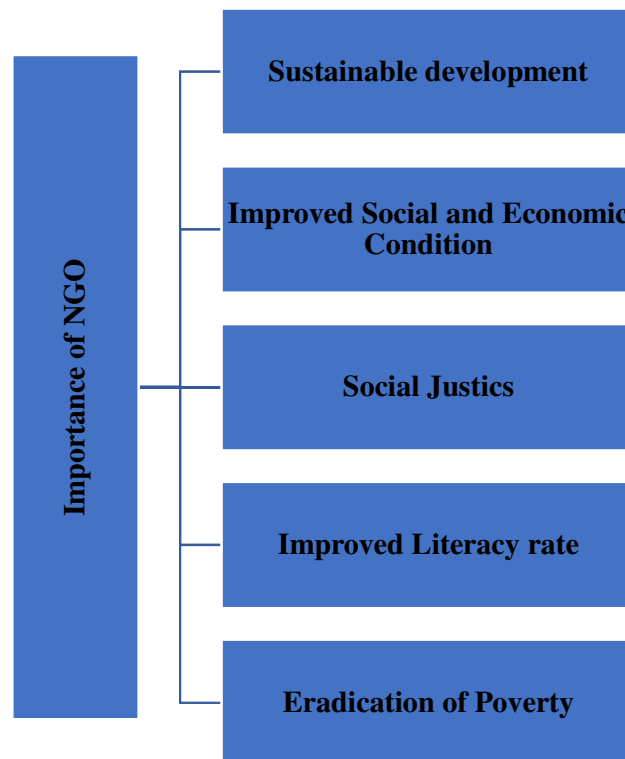 Importance of NGO
Sustainable development
Improved Social and Economic
Condition
Social Justics
Improved Literacy rate
Eradication of Poverty